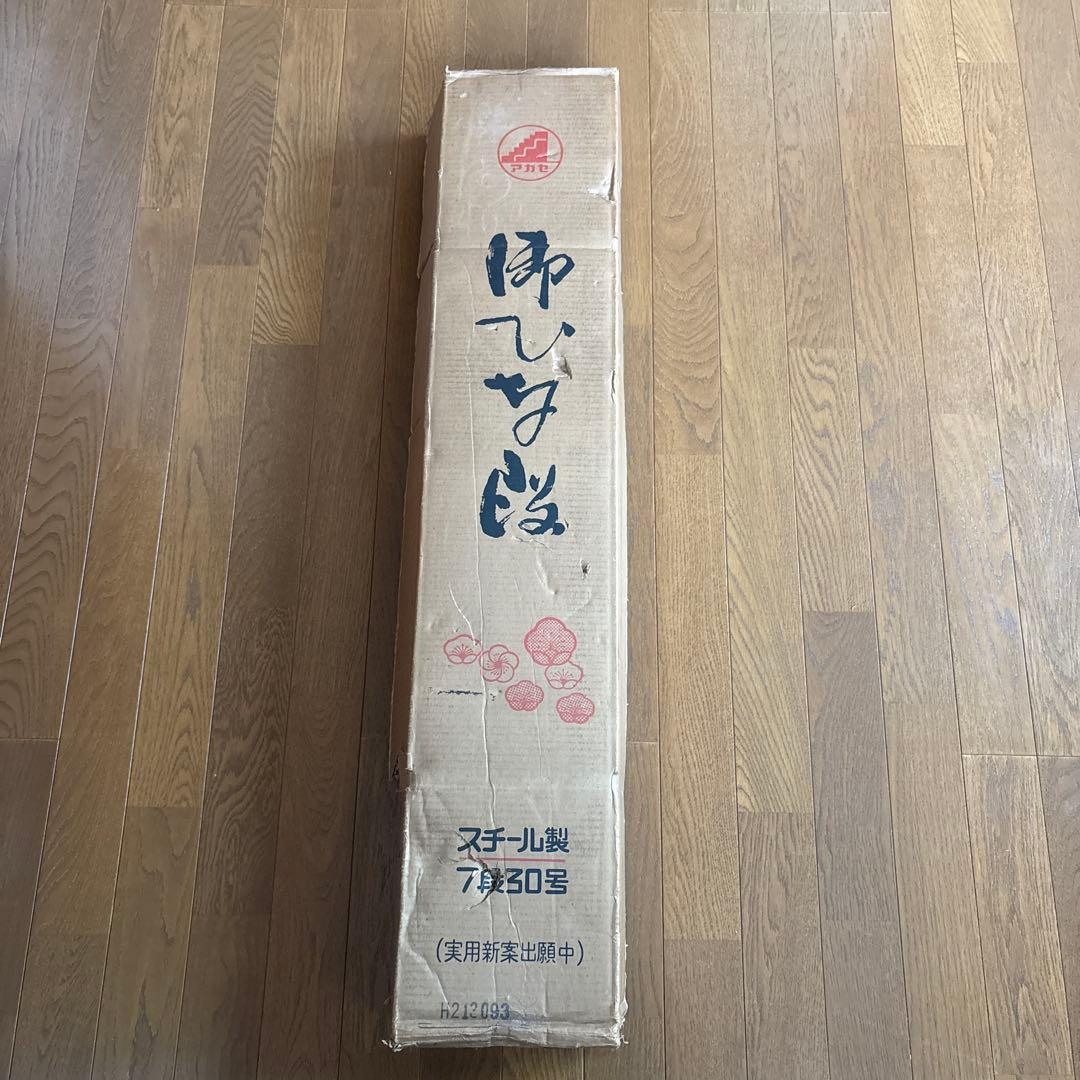 アカセ
御ひな段
スチール製
7段30号
(実用新案出願中)
H212093